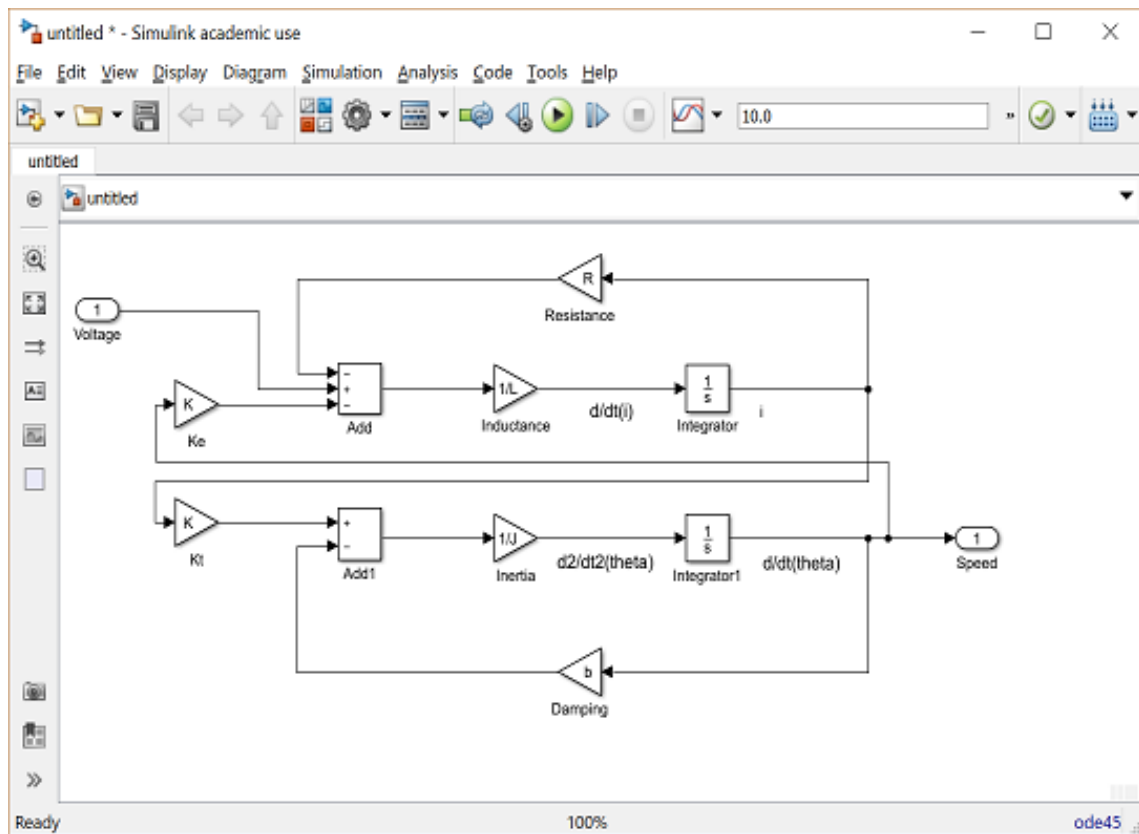 untitled * - Simulink academic use
File Edit View Display Diagram Simulation Analysis Code Tools Help
10.0
»
untitled
untitled
R
Resistance
1
Voltage
−
+
−
Add
1/L
Inductance
d/dt(i)
1
s
Integrator
i
K
Ke
K
Kt
+
−
Add1
1/J
Inertia
d2/dt2(theta)
1
s
Integrator1
d/dt(theta)
1
Speed
b
Damping
Ready 100% ode45